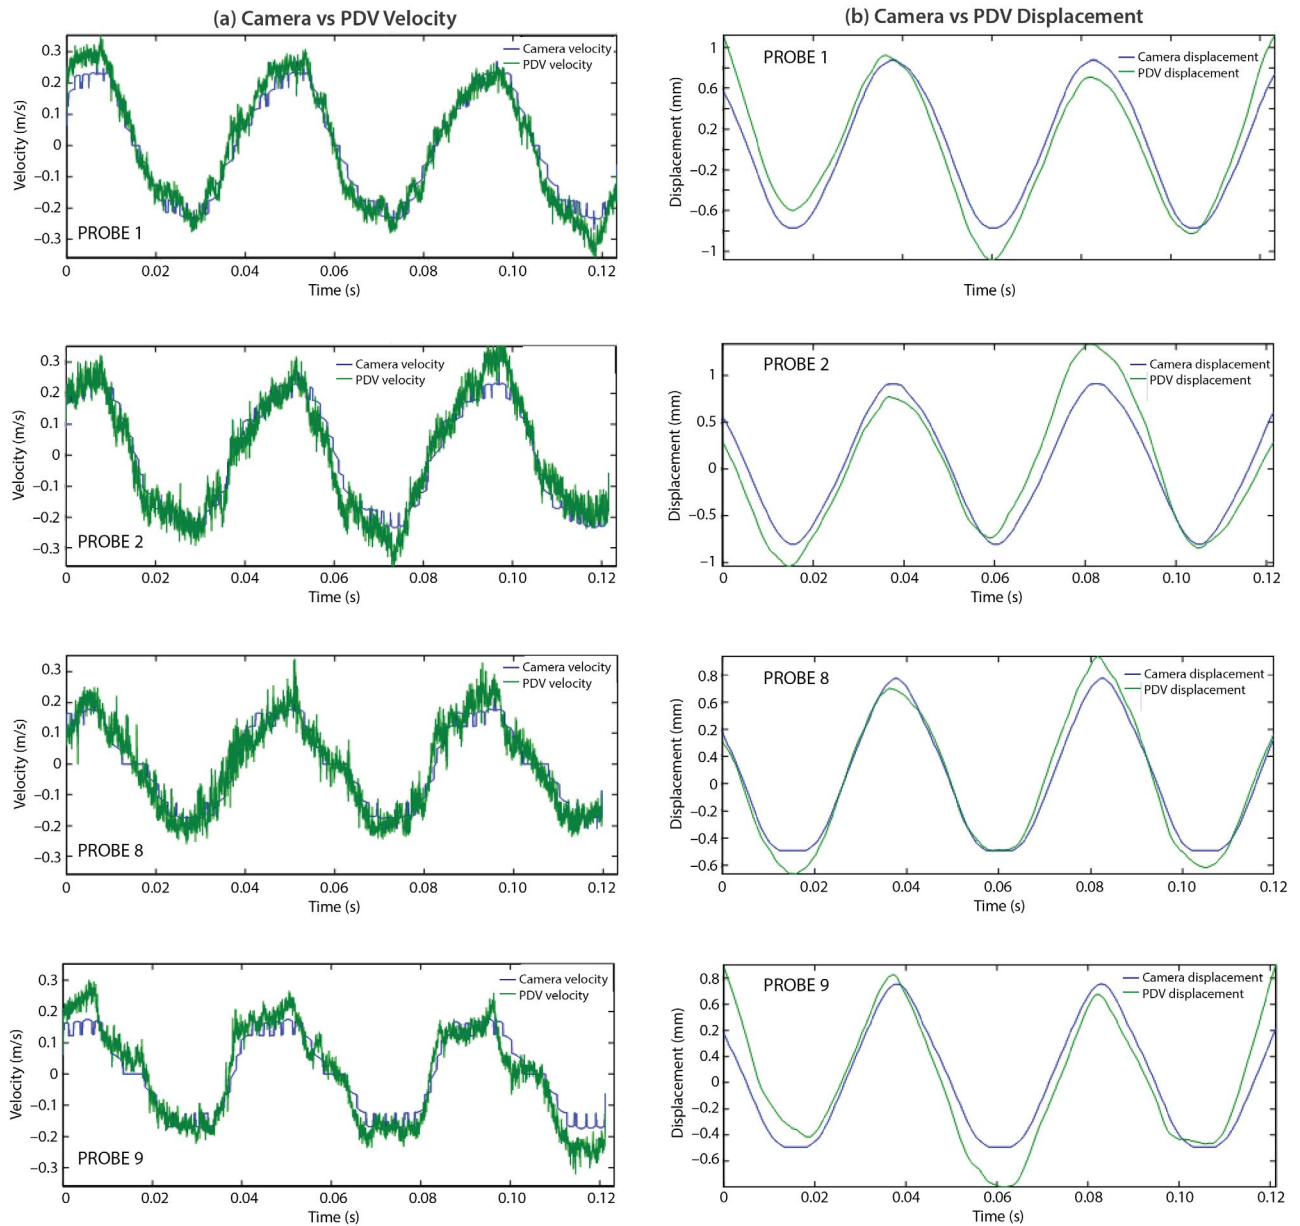 (a) Camera vs PDV Velocity
(b) Camera vs PDV Displacement
0.3
0.2
0.1
0
–0.1
–0.2
–0.3
Velocity (m/s)
Camera velocity
PDV velocity
PROBE 1
0
0.02
0.04
0.06
0.08
0.10
0.12
Time (s)
1
0.6
0.2
–0.2
–0.6
–1
Displacement (mm)
PROBE 1
Camera displacement
PDV displacement
Time (s)
0.3
0.2
0.1
0
–0.1
–0.2
–0.3
Velocity (m/s)
Camera velocity
PDV velocity
PROBE 2
0
0.02
0.04
0.06
0.08
0.10
0.12
Time (s)
1
0.5
0
–0.5
–1
Displacement (mm)
PROBE 2
Camera displacement
PDV displacement
0
0.02
0.04
0.06
0.08
0.10
0.12
Time (s)
0.3
0.2
0.1
0
–0.1
–0.2
–0.3
Velocity (m/s)
Camera velocity
PDV velocity
PROBE 8
0
0.02
0.04
0.06
0.08
0.10
0.12
Time (s)
0.8
0.6
0.2
0.4
0
–0.2
–0.4
–0.6
Displacement (mm)
PROBE 8
Camera displacement
PDV displacement
0
0.02
0.04
0.06
0.08
0.10
0.12
Time (s)
0.3
0.2
0.1
0
–0.1
–0.2
–0.3
Velocity (m/s)
Camera velocity
PDV velocity
PROBE 9
0
0.02
0.04
0.06
0.08
0.10
0.12
Time (s)
0.8
0.6
0.2
0.4
0
–0.2
–0.4
–0.6
Displacement (mm)
PROBE 9
Camera displacement
PDV displacement
0
0.02
0.04
0.06
0.08
0.10
0.12
Time (s)